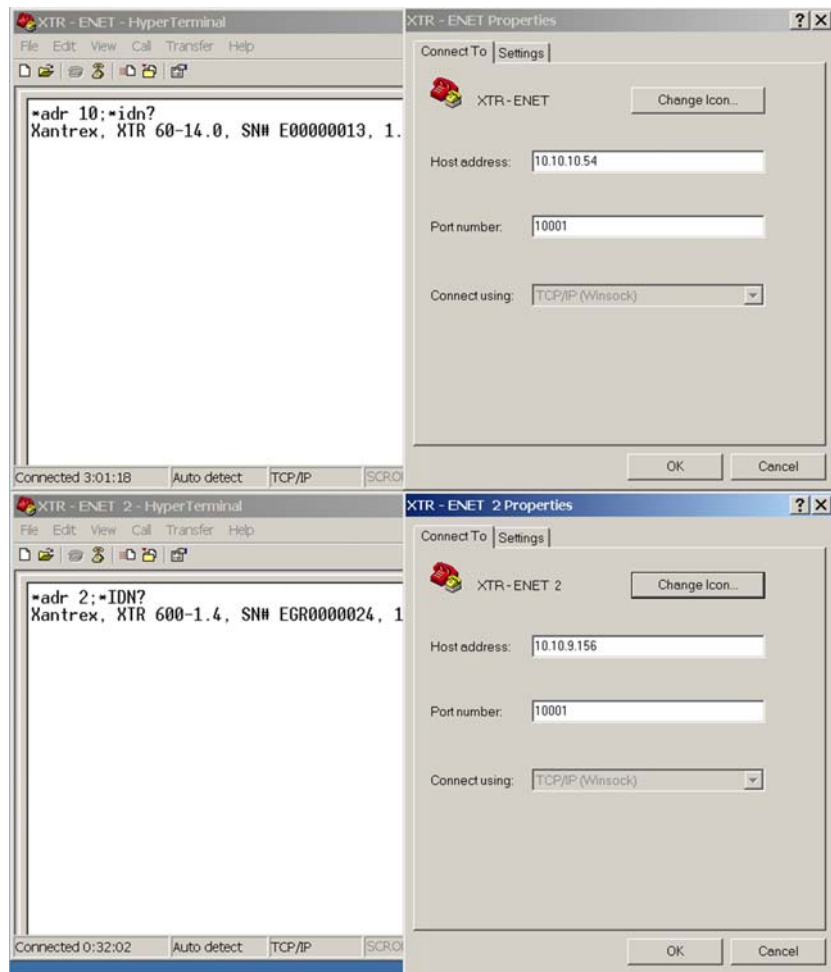 XTR - ENET - HyperTerminal
File Edit View Call Transfer Help
*adr 10;*idn?
Xantrex, XTR 60-14.0, SN# E00000013, 1.
Connected 3:01:18 Auto detect TCP/IP SCRO
XTR - ENET Properties
Connect To Settings
XTR - ENET Change Icon...
Host address: 10.10.10.54
Port number: 10001
Connect using: TCP/IP (Winsock)
OK Cancel
XTR - ENET 2 - HyperTerminal
File Edit View Call Transfer Help
*adr 2;*IDN?
Xantrex, XTR 600-1.4, SN# EGR0000024, 1
Connected 0:32:02 Auto detect TCP/IP SCRO
XTR - ENET 2 Properties
Connect To Settings
XTR - ENET 2 Change Icon...
Host address: 10.10.9.156
Port number: 10001
Connect using: TCP/IP (Winsock)
OK Cancel